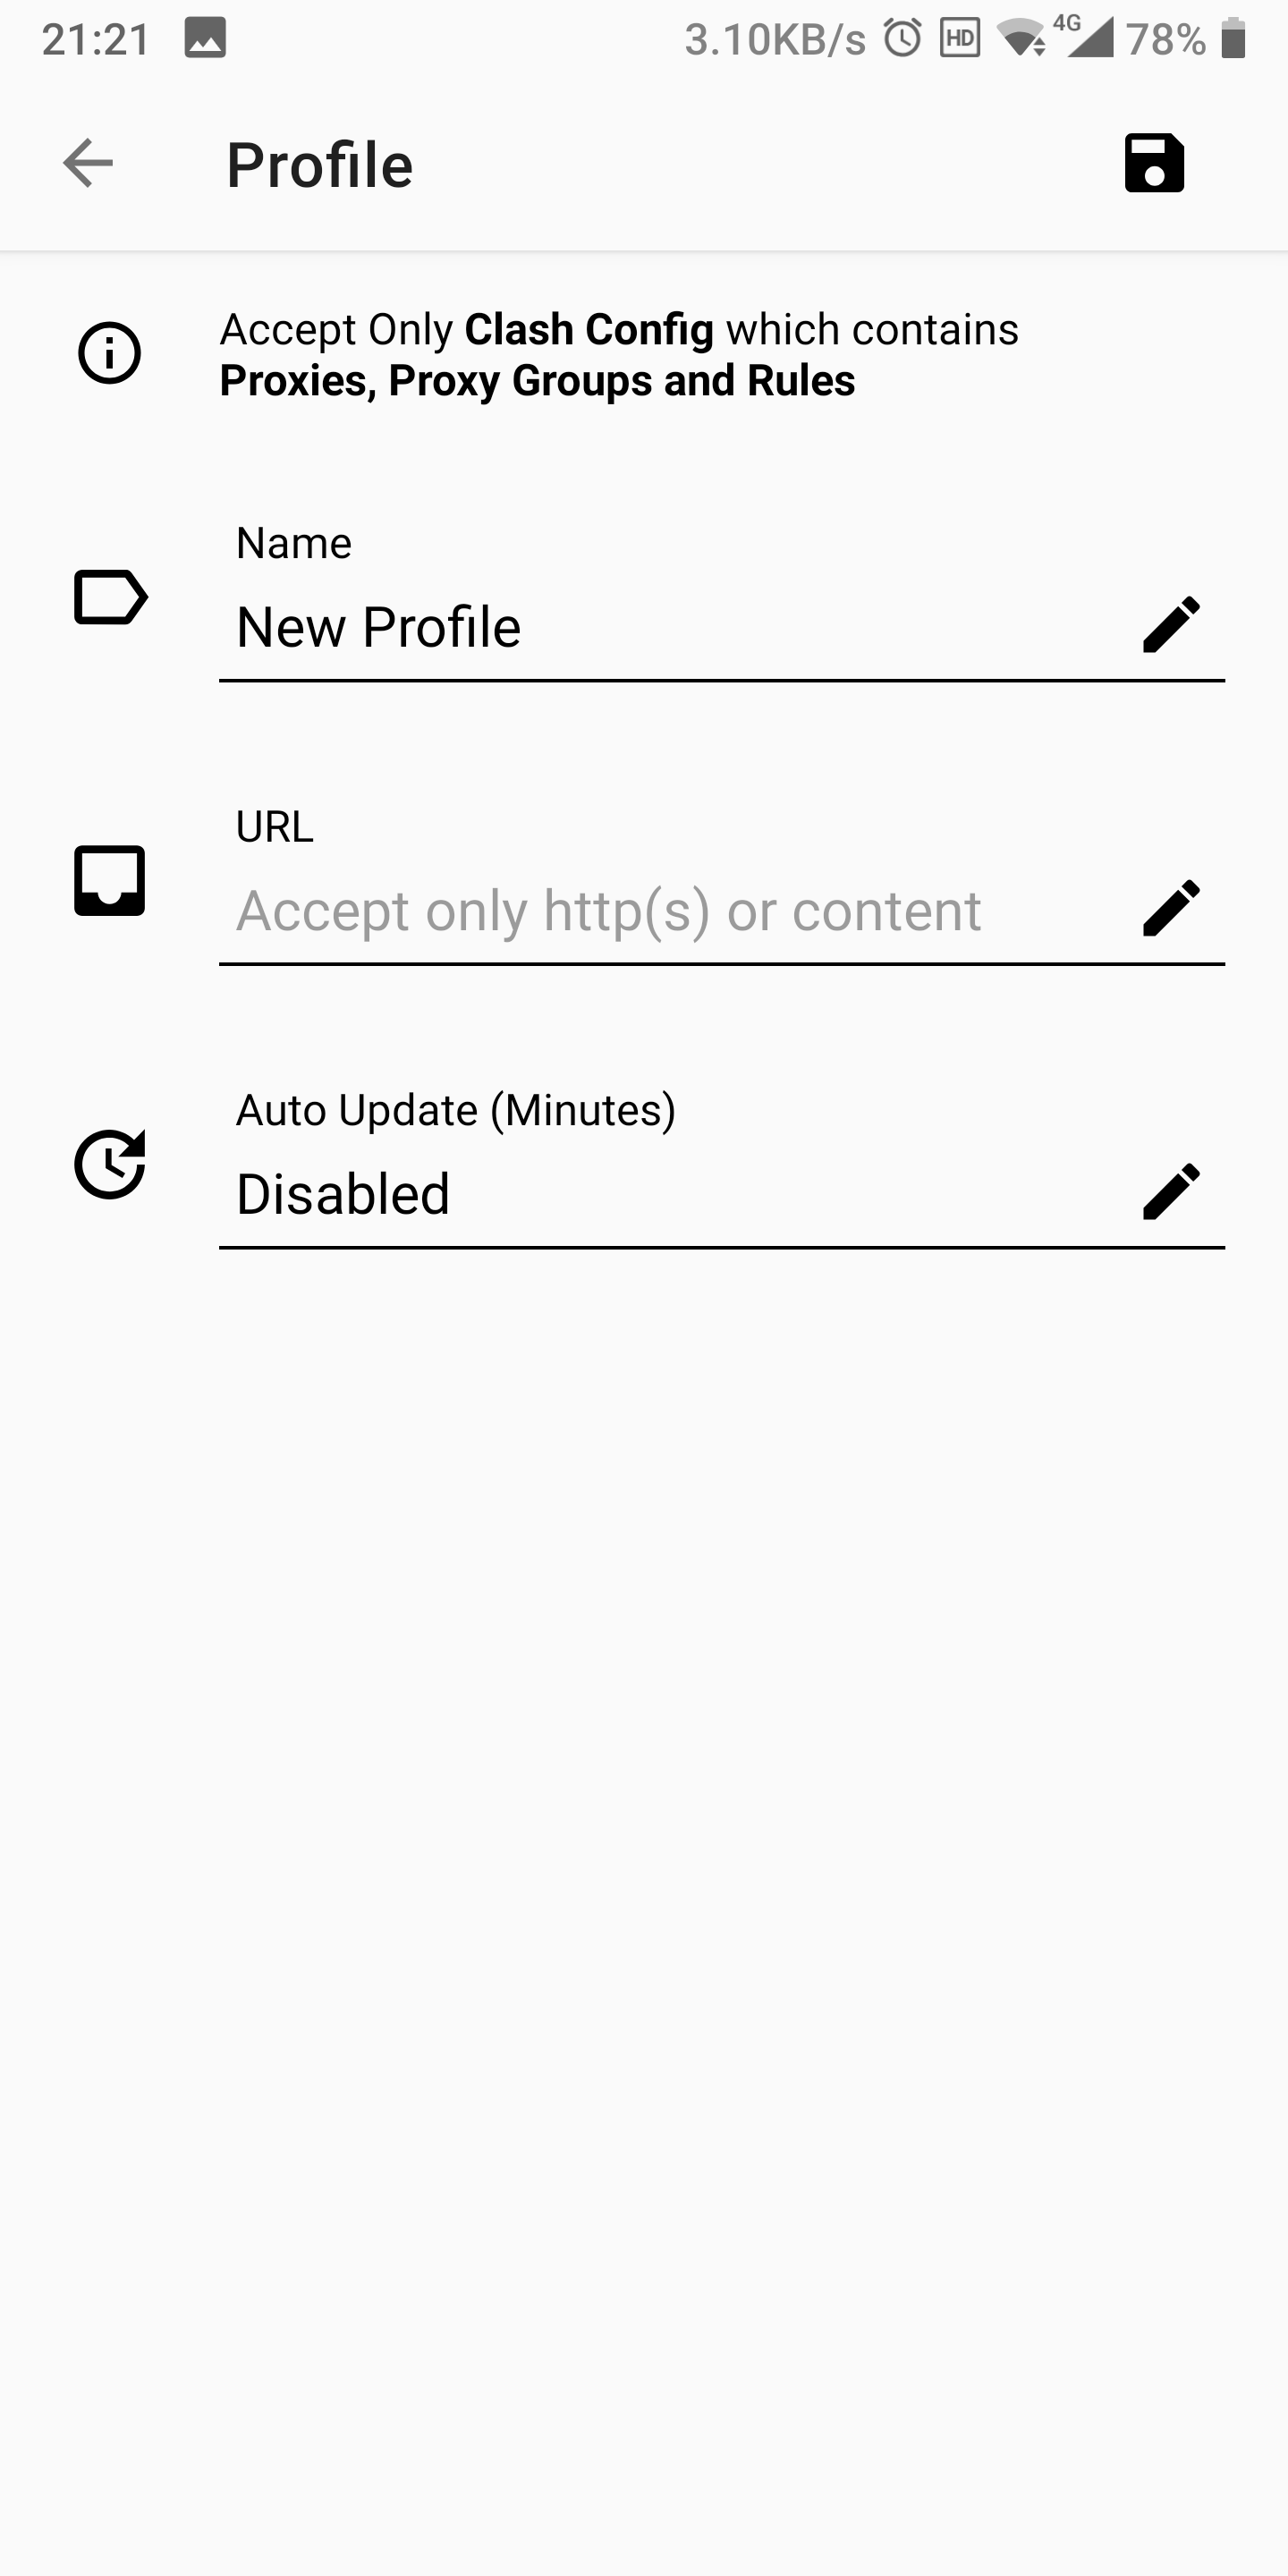 21:21 3.10KB/s HD 4G 78%
Profile
Accept Only Clash Config which contains
Proxies, Proxy Groups and Rules
Name
New Profile
URL
Accept only http(s) or content
Auto Update (Minutes)
Disabled